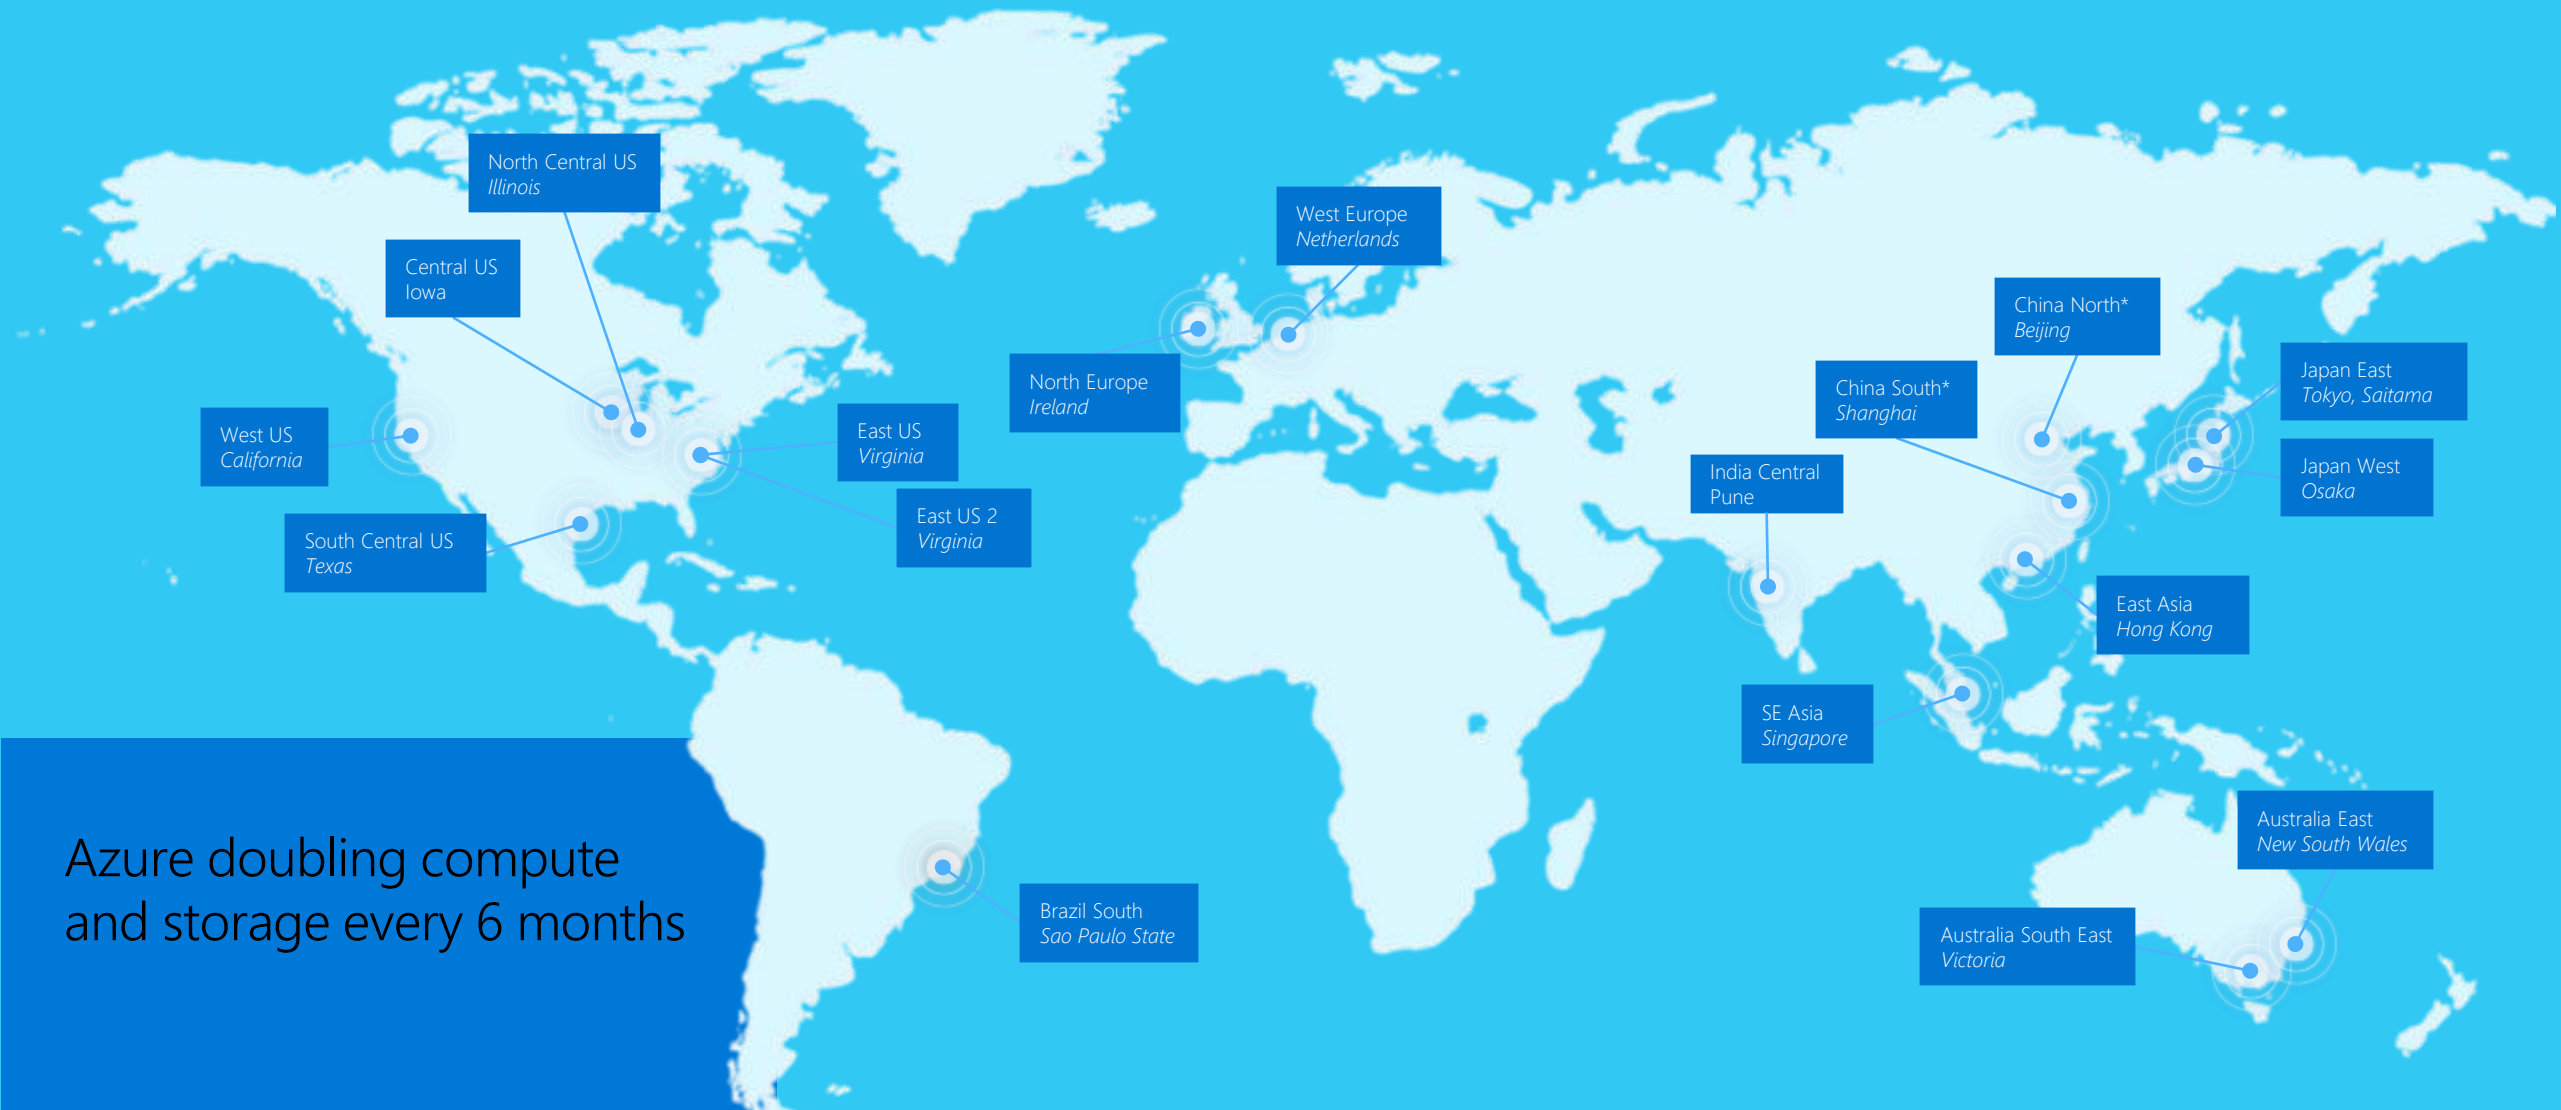 North Central US
Illinois
West Europe
Netherlands
Central US
Iowa
China North*
Beijing
North Europe
Ireland
China South*
Shanghai
Japan East
Tokyo, Saitama
West US
California
East US
Virginia
India Central
Pune
Japan West
Osaka
South Central US
Texas
East US 2
Virginia
East Asia
Hong Kong
SE Asia
Singapore
Australia East
New South Wales
Azure doubling compute
and storage every 6 months
Brazil South
Sao Paulo State
Australia South East
Victoria